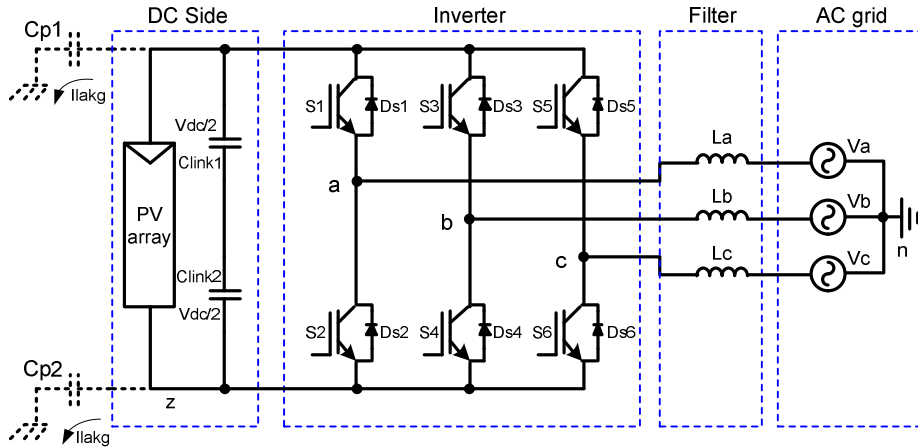 DC Side
Inverter
Filter
AC grid
Cp1
Ilakg
Vdc/2
Clink1
S1
Ds1
S3
Ds3
S5
Ds5
PV
array
a
b
c
La
Va
Lb
Vb
Lc
Vc
n
Clink2
Vdc/2
S2
Ds2
S4
Ds4
S6
Ds6
Cp2
z
Ilakg